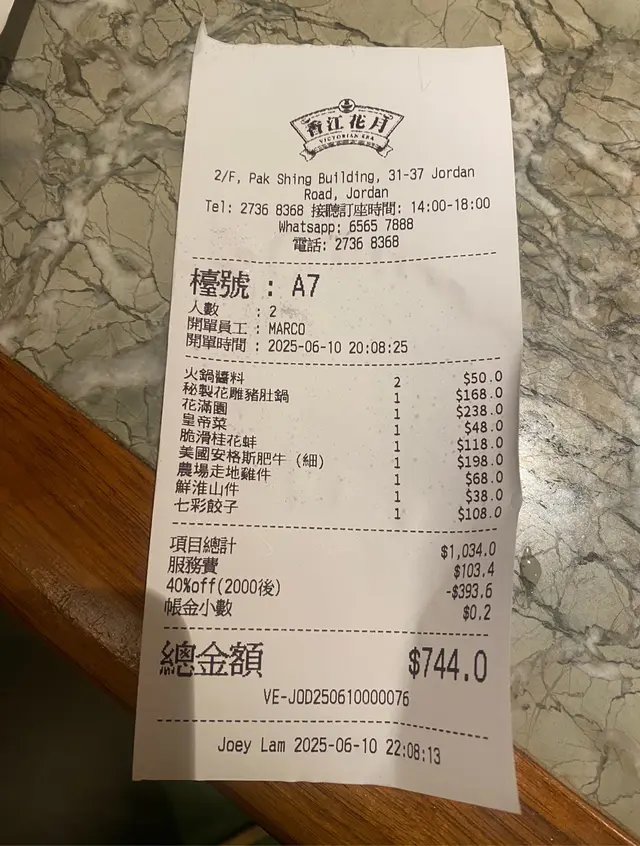 香江花月
VICTORIAN ERA
2/F, Pak Shing Building, 31-37 Jordan
Road, Jordan
Tel: 2736 8368 接聽訂座時間: 14:00-18:00
Whatsapp: 6565 7888
電話: 2736 8368
檯號 : A7
人數 : 2
開單員工 : MARCO
開單時間 : 2025-06-10 20:08:25
火鍋醬料 2 $50.0
秘製花雕豬肚鍋 1 $168.0
花滿園 1 $238.0
皇帝菜 1 $48.0
脆滑桂花蚌 1 $118.0
美國安格斯肥牛 (細) 1 $198.0
農場走地雞件 1 $68.0
鮮淮山件 1 $38.0
七彩餃子 1 $108.0
項目總計 $1,034.0
服務費 $103.4
40%off(2000後) -$393.6
帳金小數 $0.2
總金額 $744.0
VE-JOD250610000076
Joey Lam 2025-06-10 22:08:13